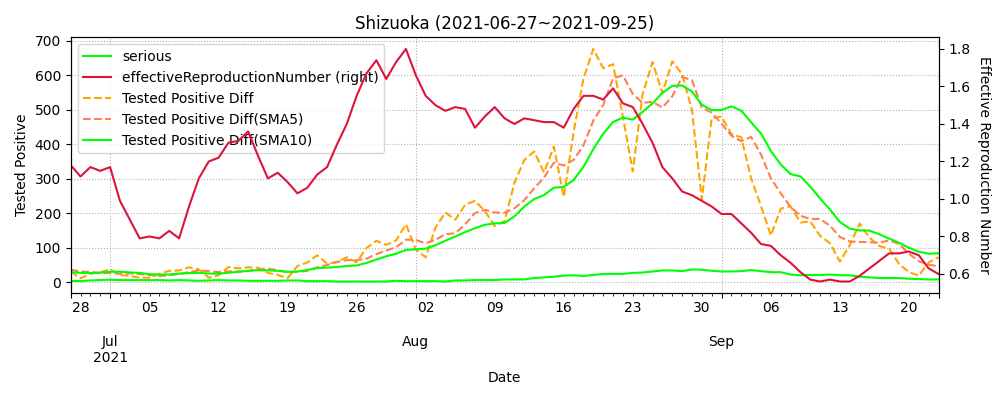 Shizuoka (2021-06-27~2021-09-25)
serious
effectiveReproductionNumber (right)
Tested Positive Diff
Tested Positive Diff(SMA5)
Tested Positive Diff(SMA10)
Tested Positive
700
600
500
400
300
200
100
0
1.8
1.6
1.4
1.2
1.0
0.8
0.6
Effective Reproduction Number
28 05 12 19 26 02 09 16 23 30 06 13 20
Jul Aug Sep
2021
Date